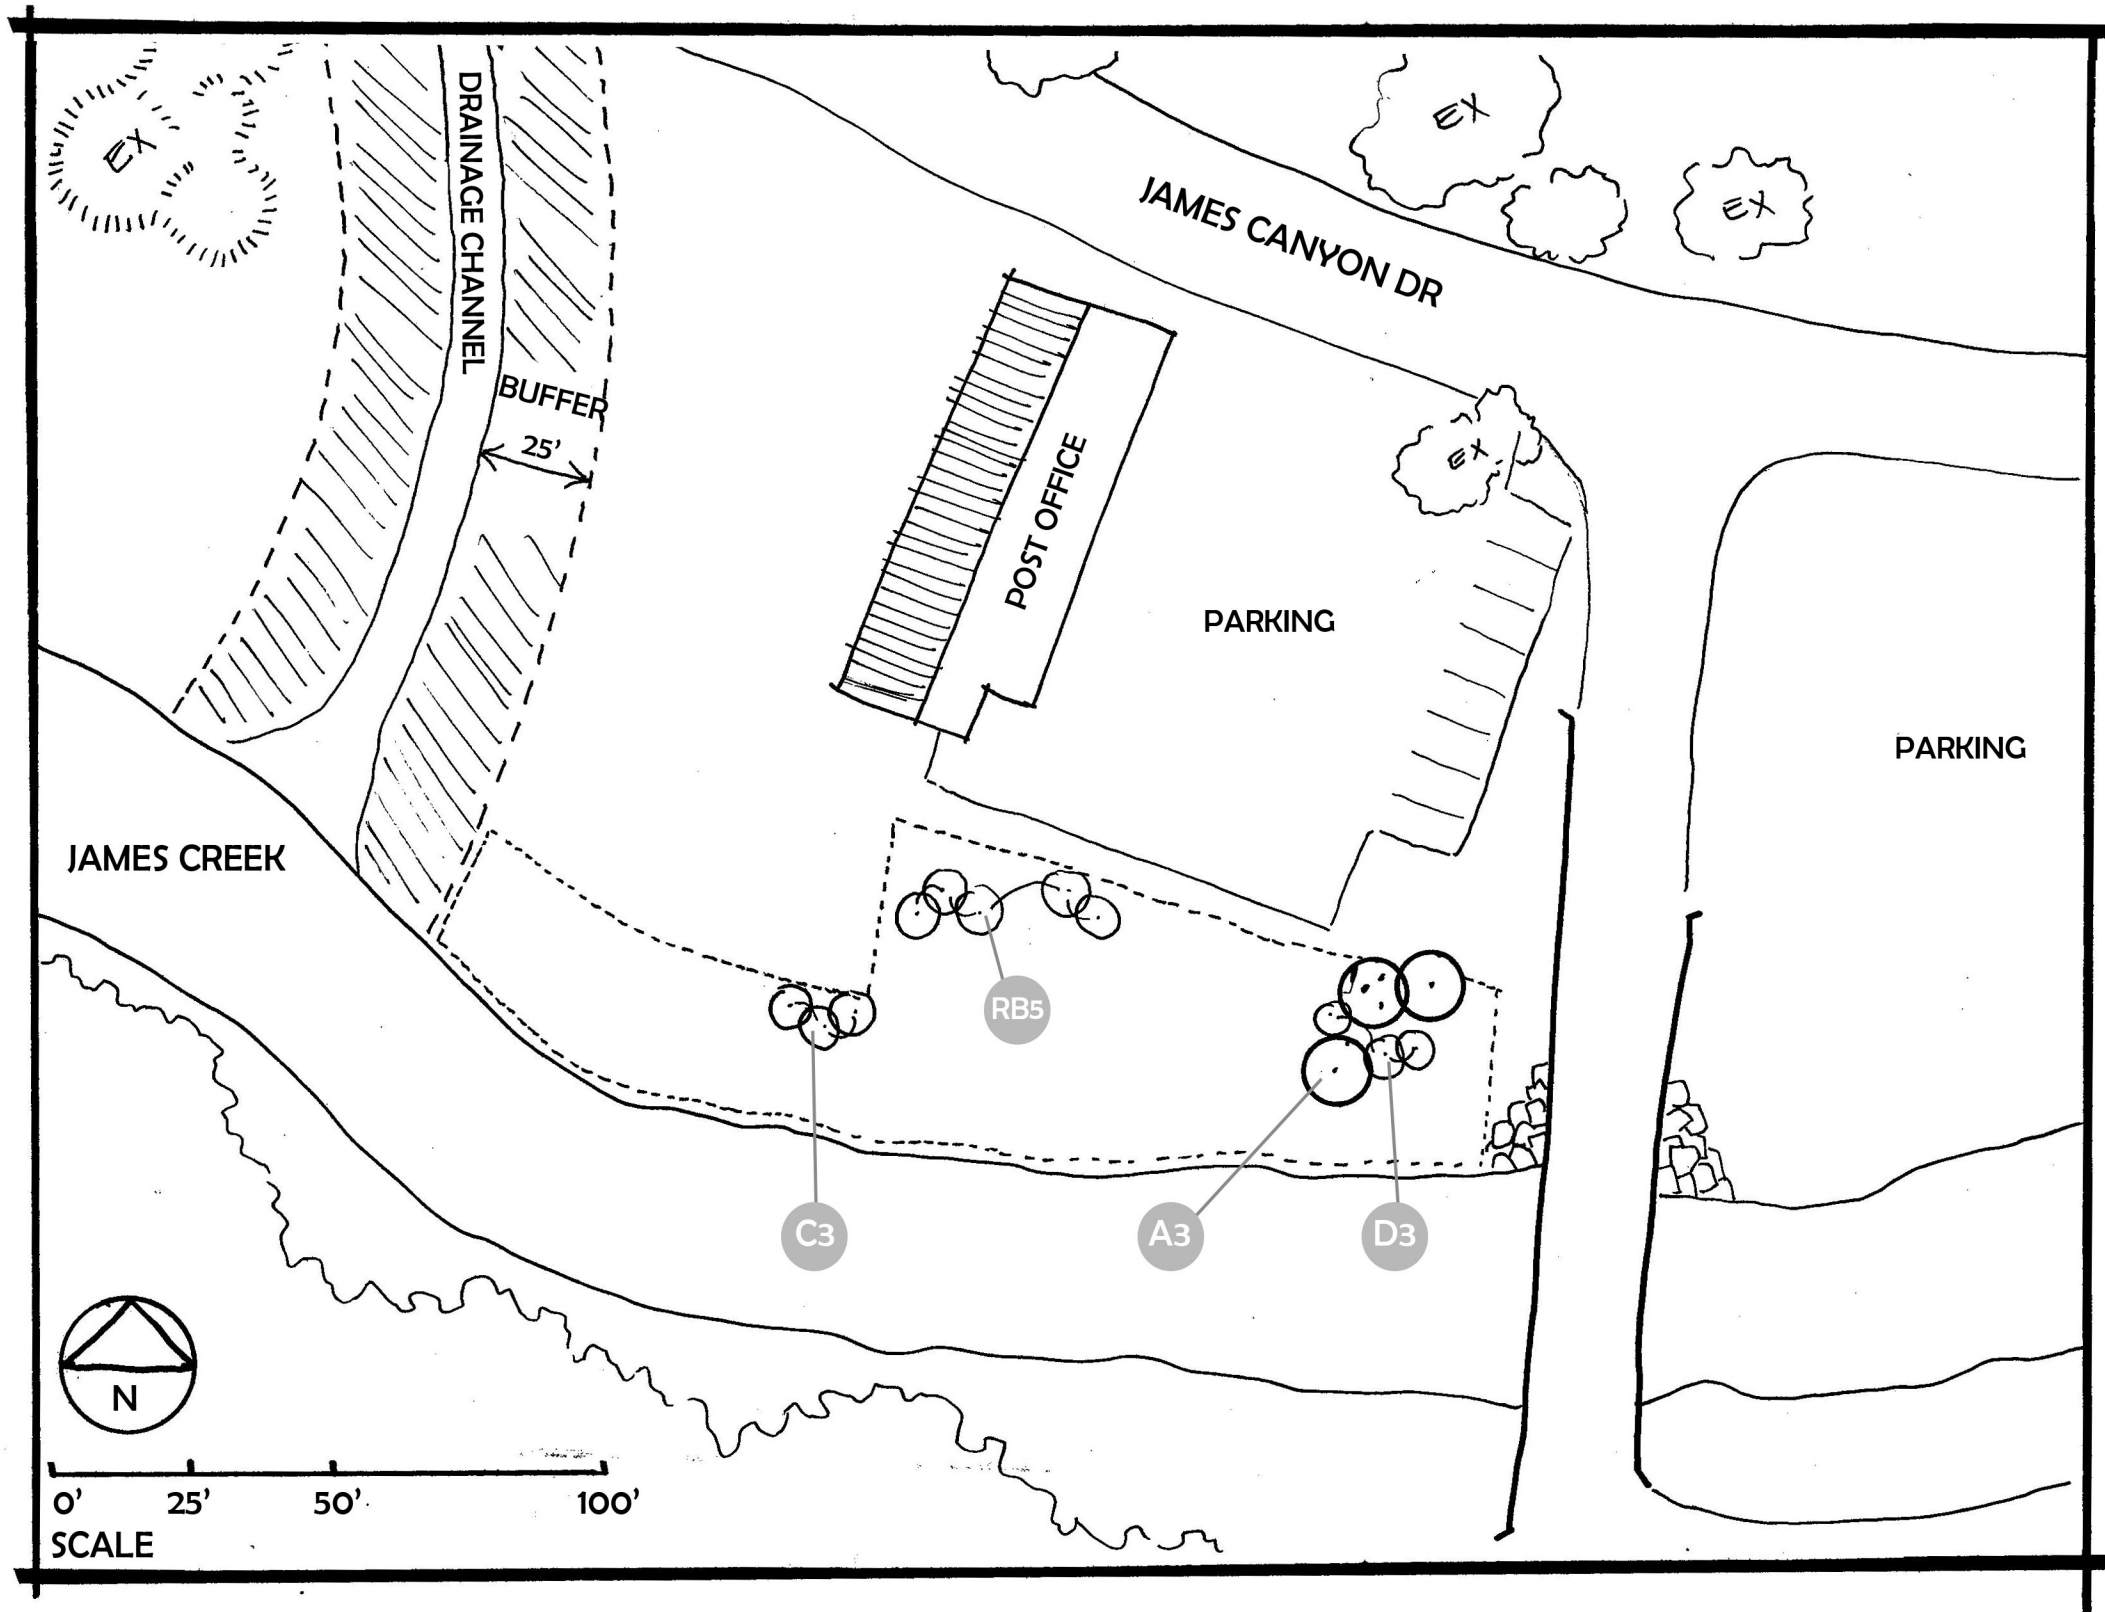 EX
DRAINAGE CHANNEL
EX
EX
JAMES CANYON DR
BUFFER
25'
EX
POST OFFICE
PARKING
PARKING
JAMES CREEK
RB5
C3
A3
D3
N
0' 25' 50' 100'
SCALE